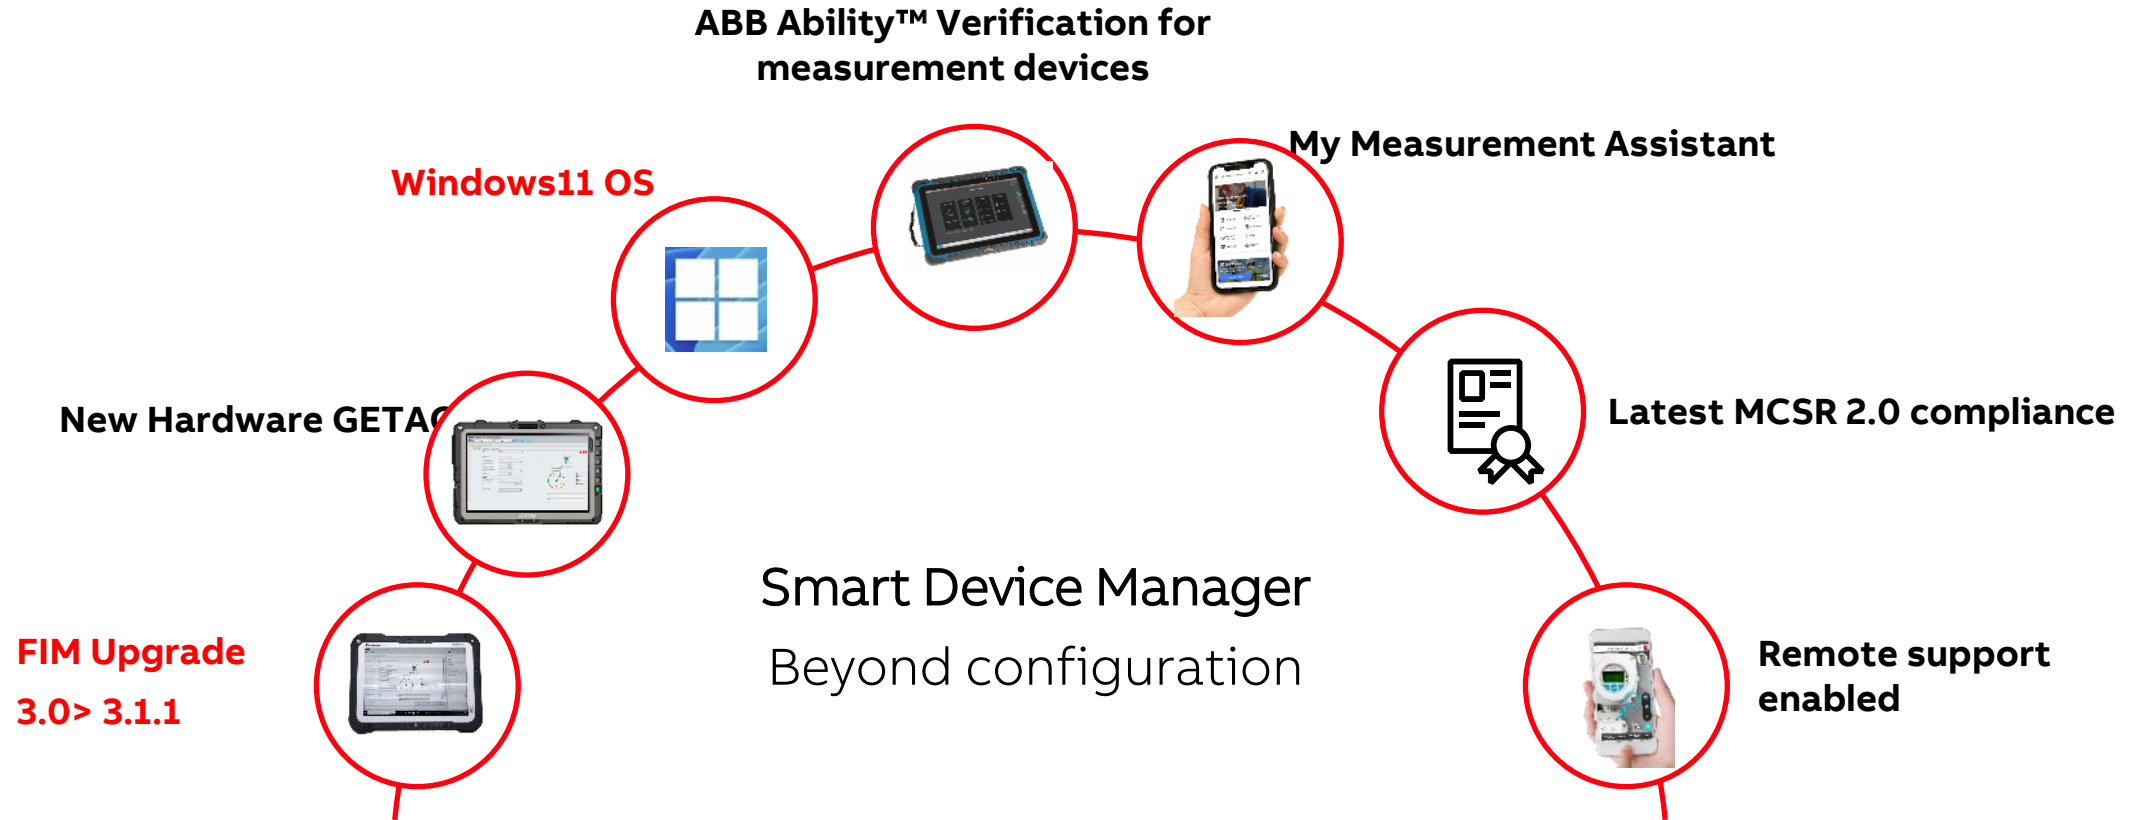 ABB Ability™ Verification for
measurement devices
My Measurement Assistant
Windows11 OS
New Hardware GETAC
Latest MCSR 2.0 compliance
Smart Device Manager
Beyond configuration
FIM Upgrade
3.0> 3.1.1
Remote support
enabled